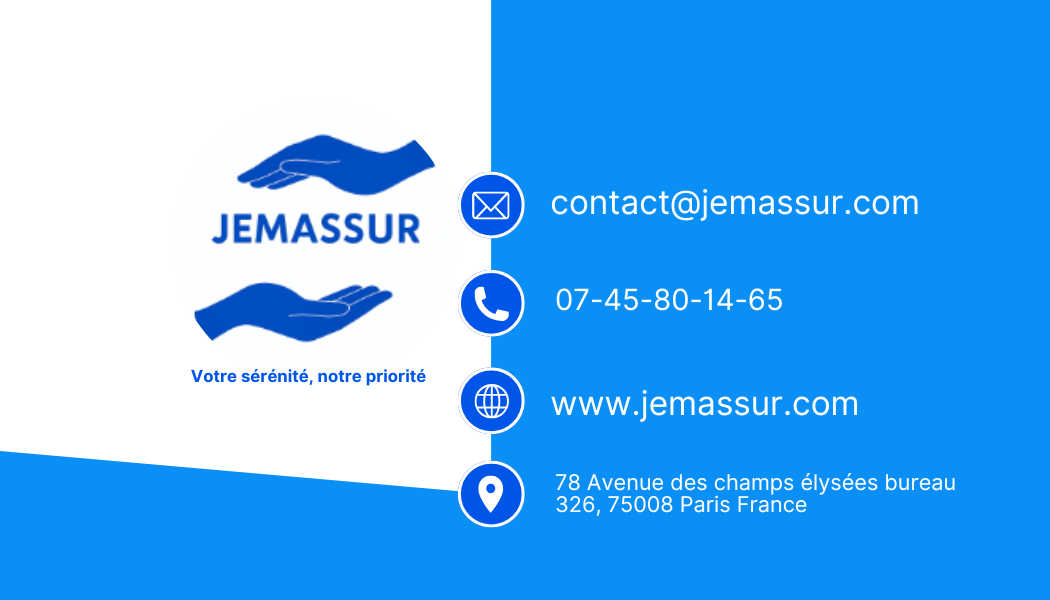 JEMASSUR
Votre sérénité, notre priorité
contact@jemassur.com
07-45-80-14-65
www.jemassur.com
78 Avenue des champs élysées bureau
326, 75008 Paris France